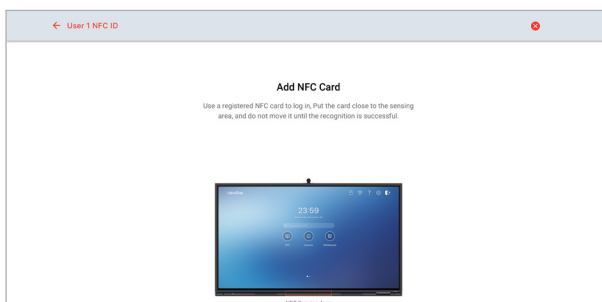 User 1 NFC ID
Add NFC Card
Use a registered NFC card to log in, Put the card close to the sensing
area, and do not move it until the recognition is successful.
23:59